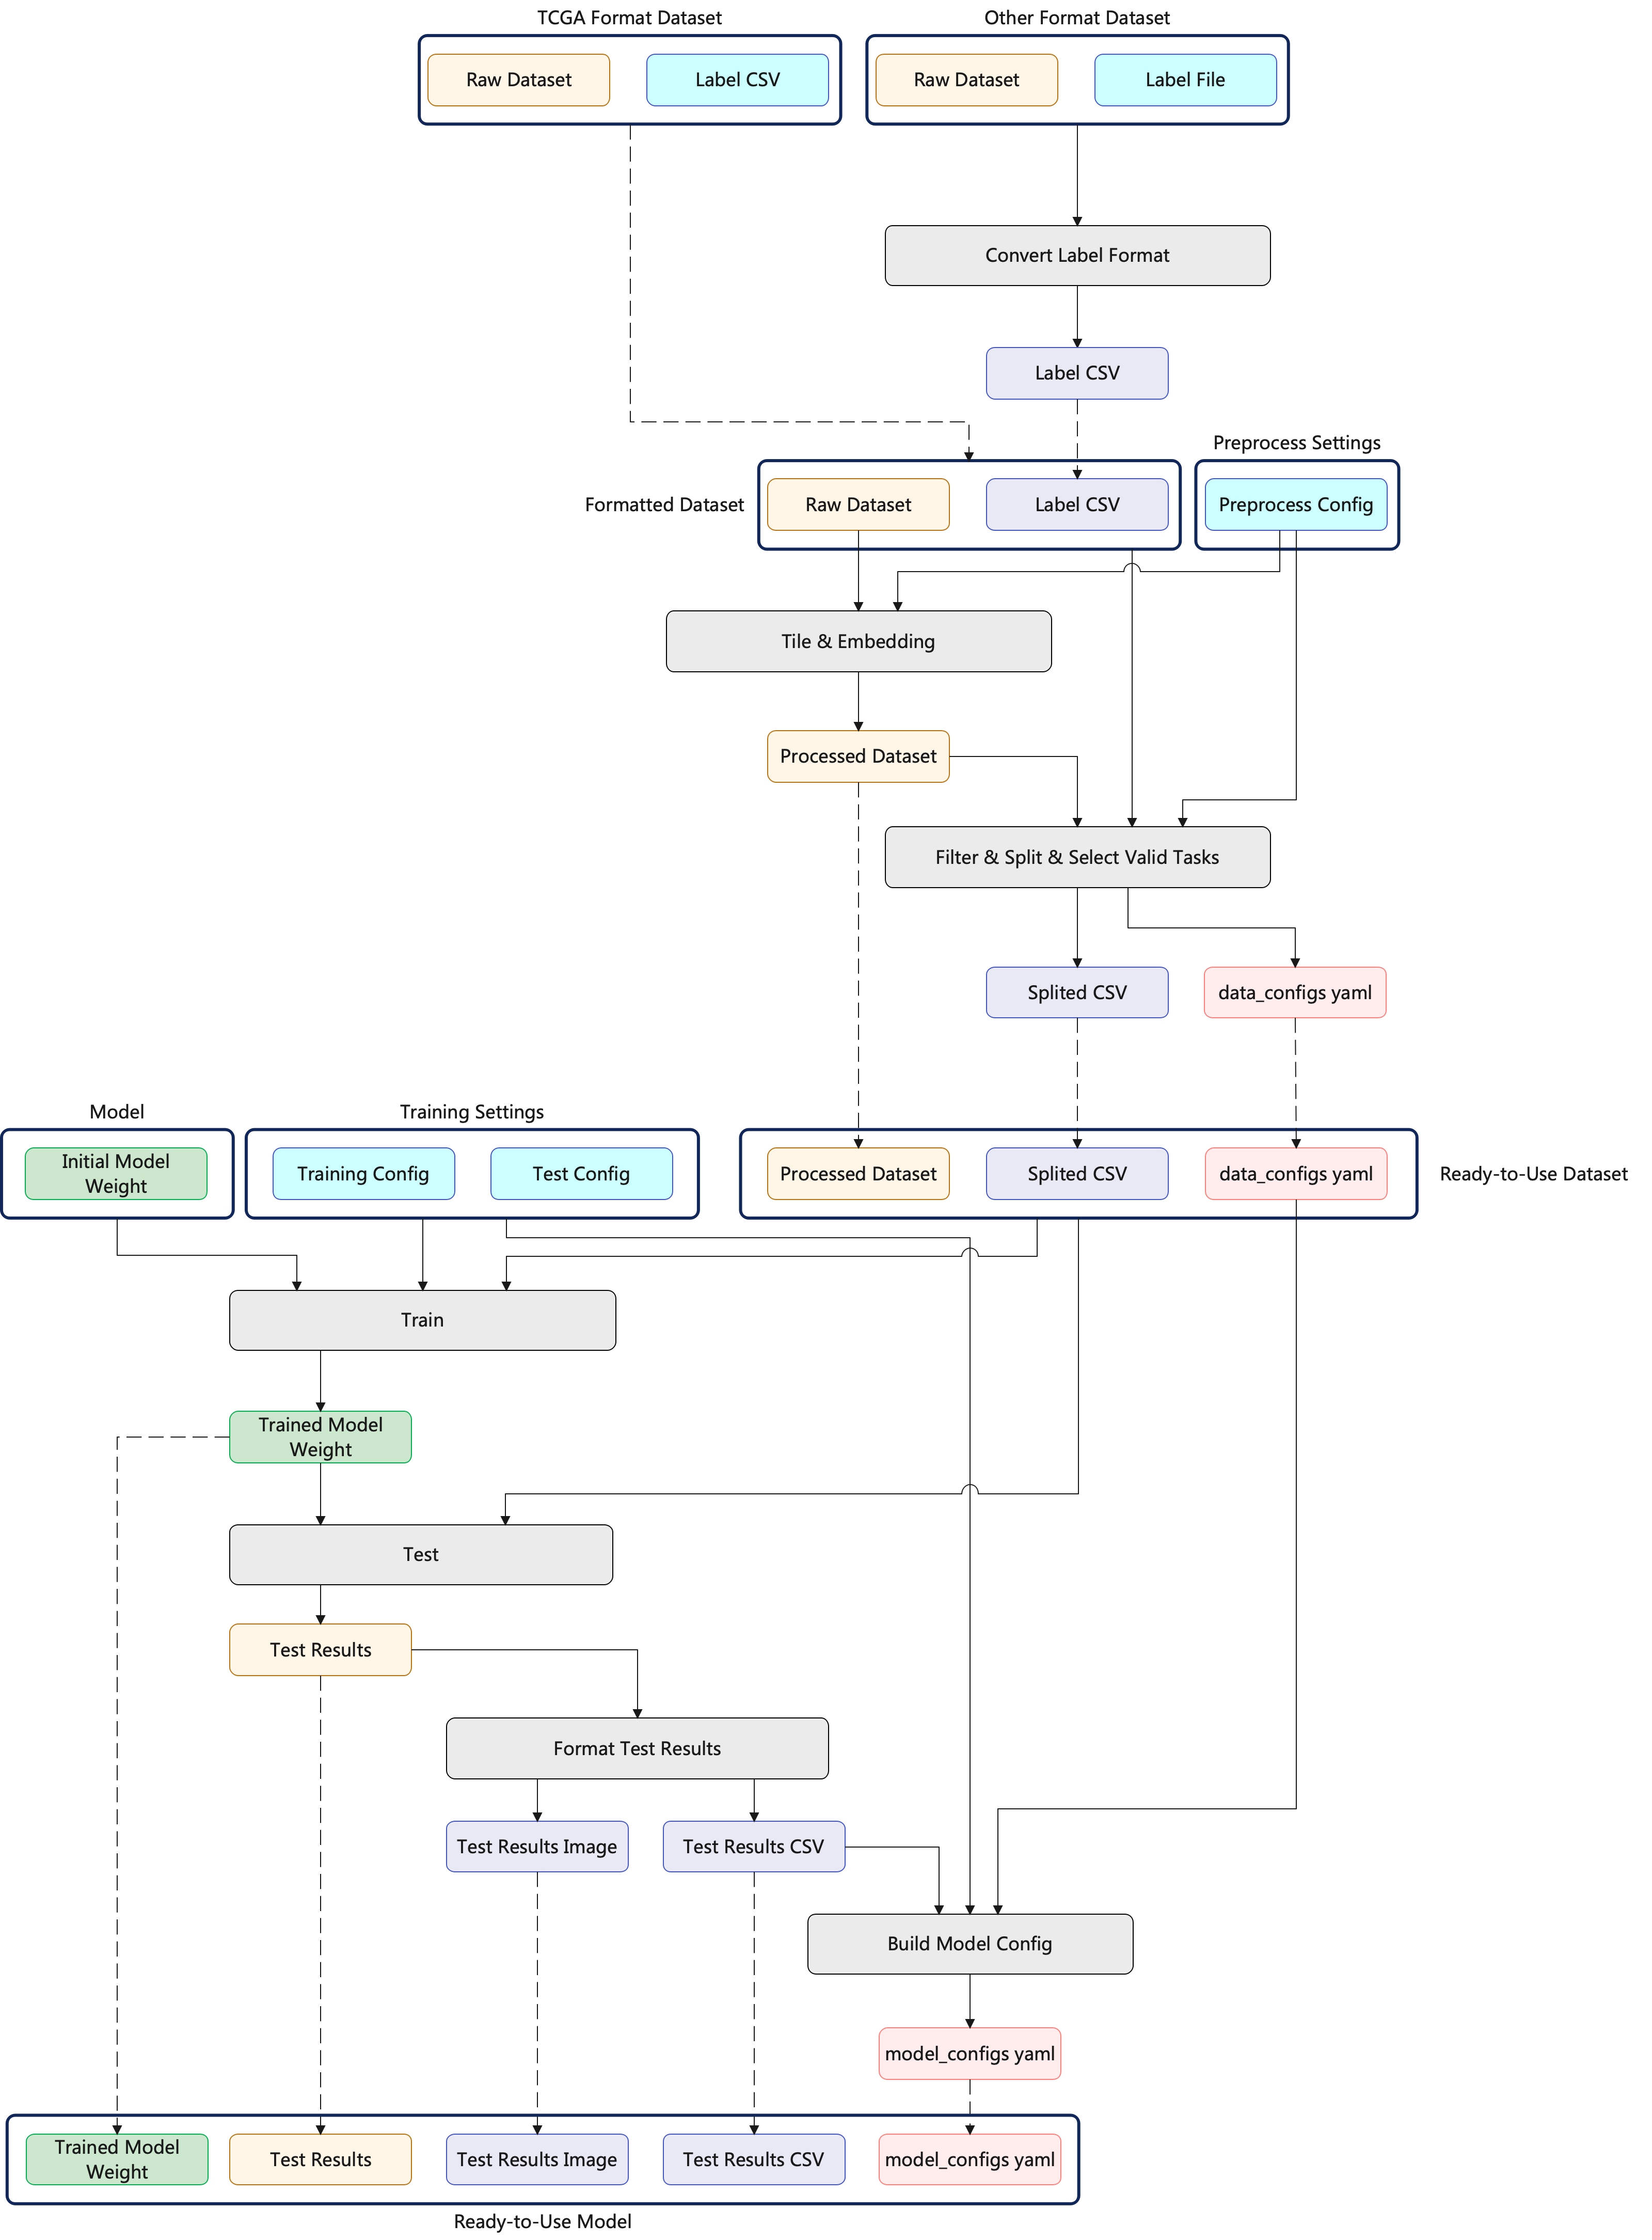 TCGA Format Dataset
Other Format Dataset
Raw Dataset
Label CSV
Raw Dataset
Label File
Convert Label Format
Label CSV
Preprocess Settings
Formatted Dataset
Raw Dataset
Label CSV
Preprocess Config
Tile & Embedding
Processed Dataset
Filter & Split & Select Valid Tasks
Splited CSV
data_configs yaml
Model
Training Settings
Initial Model
Weight
Training Config
Test Config
Processed Dataset
Splited CSV
data_configs yaml
Ready-to-Use Dataset
Train
Trained Model
Weight
Test
Test Results
Format Test Results
Test Results Image
Test Results CSV
Build Model Config
model_configs yaml
Trained Model
Weight
Test Results
Test Results Image
Test Results CSV
model_configs yaml
Ready-to-Use Model